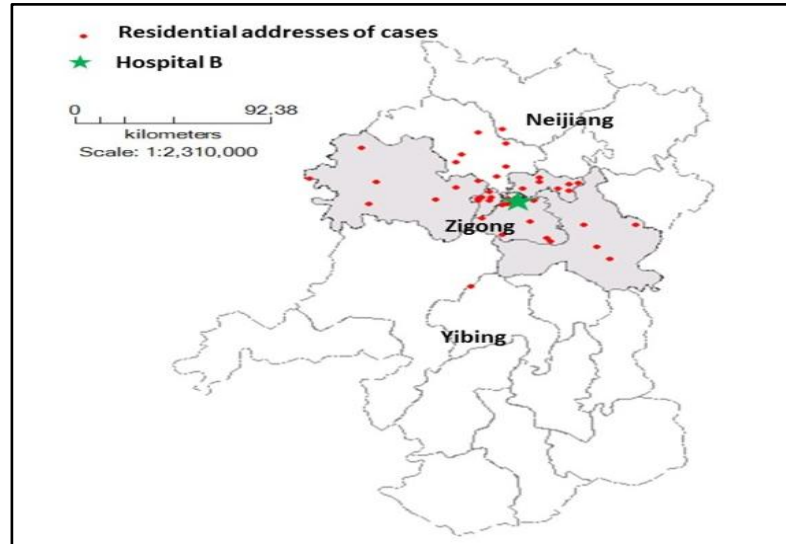 Residential addresses of cases
Hospital B
0 92.38
kilometers
Scale: 1:2,310,000
Neijiang
Zigong
Yibing